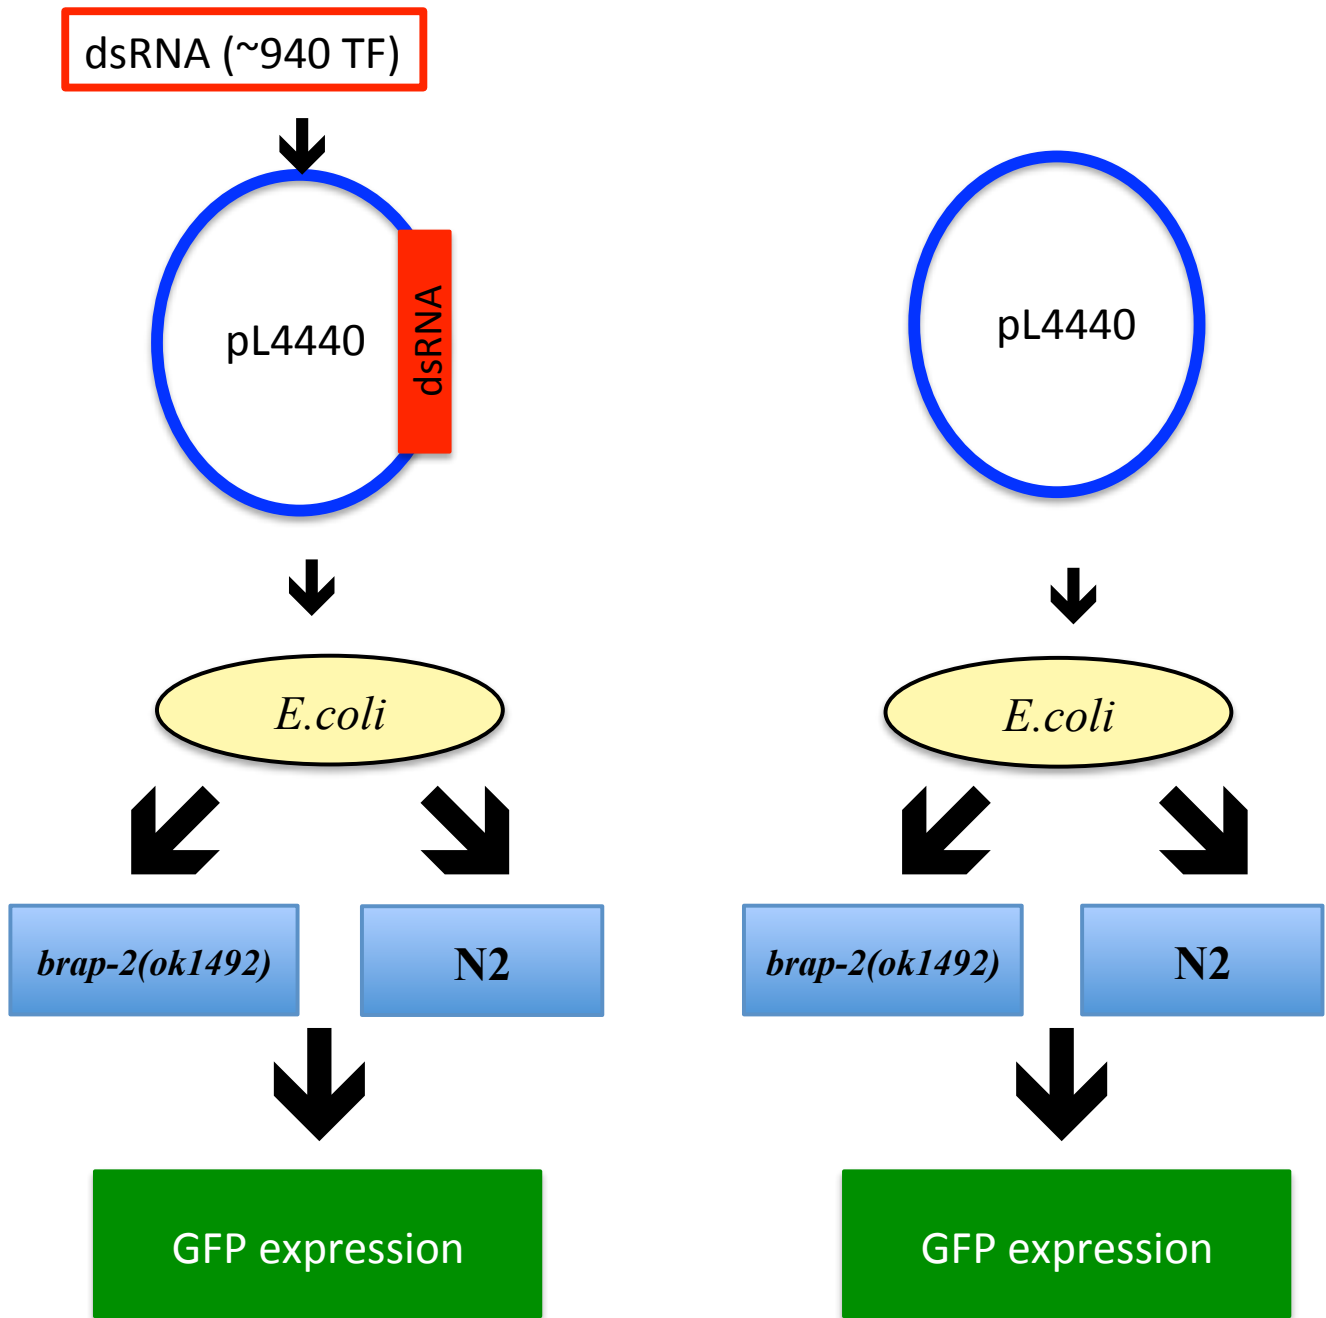 dsRNA (~940 TF)
pL4440
dsRNA
pL4440
E.coli
E.coli
brap-2(ok1492)
N2
brap-2(ok1492)
N2
GFP expression
GFP expression